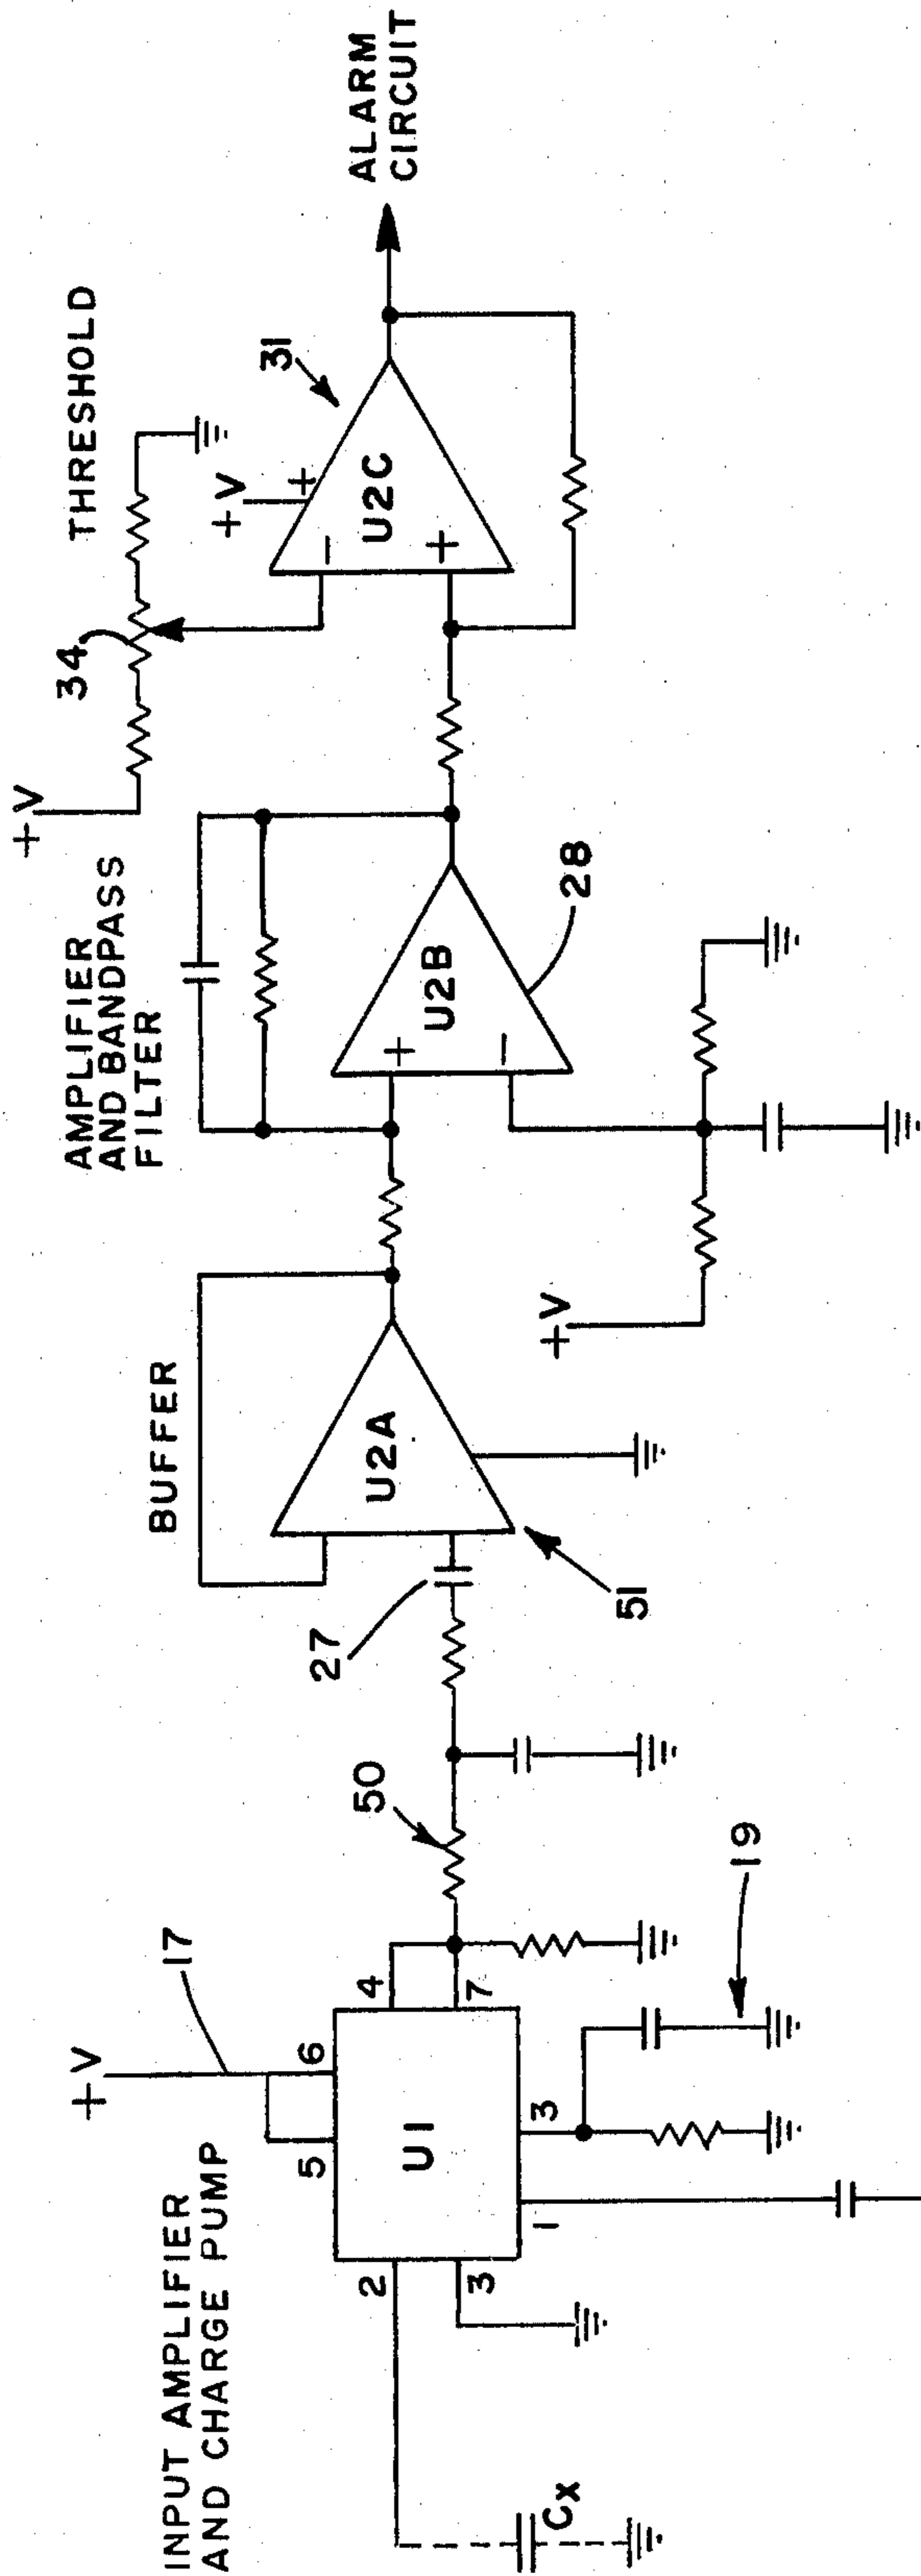 INPUT AMPLIFIER
AND CHARGE PUMP
+V
17
5
6
2
3
U1
4
7
1
3
Cx
19
50
27
BUFFER
U2A
51
AMPLIFIER
AND BANDPASS
FILTER
+
U2B
-
28
+V
+V
34
THRESHOLD
+V
+
-
U2C
+
31
ALARM
CIRCUIT